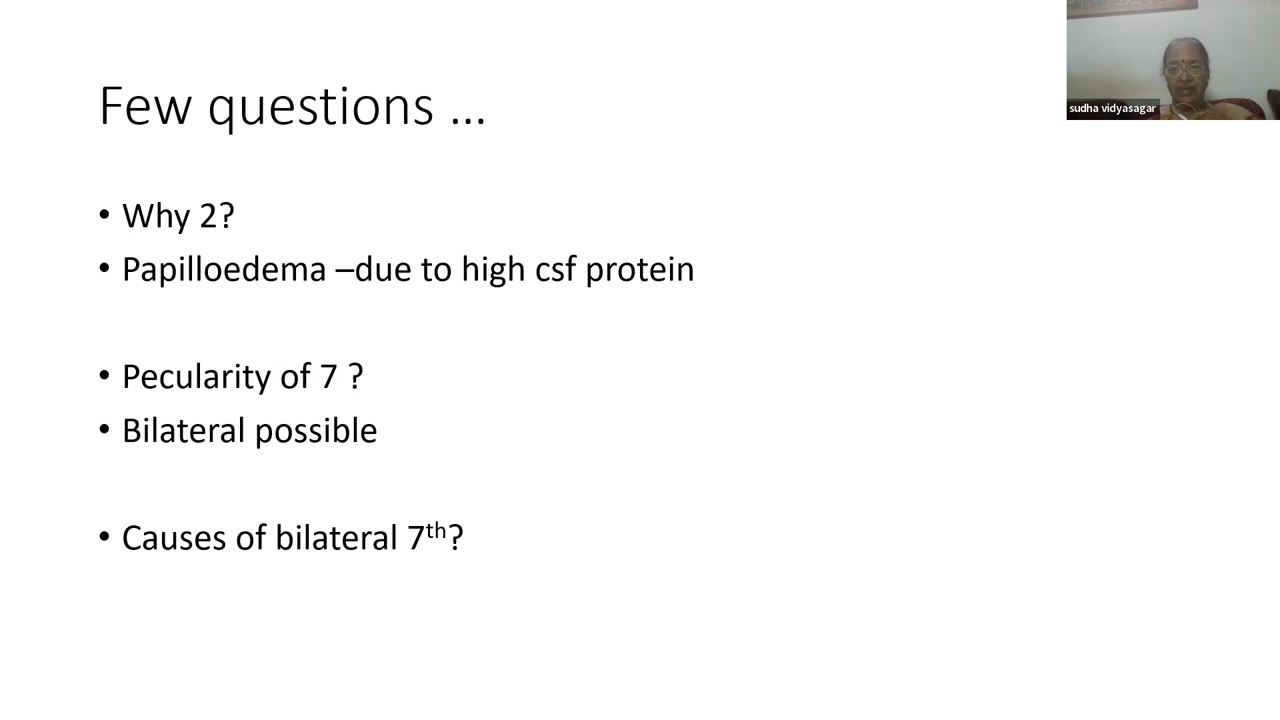 Few questions ...
sudha vidyasagar
• Why 2?
• Papilloedema –due to high csf protein
• Pecularity of 7 ?
• Bilateral possible
• Causes of bilateral 7th?